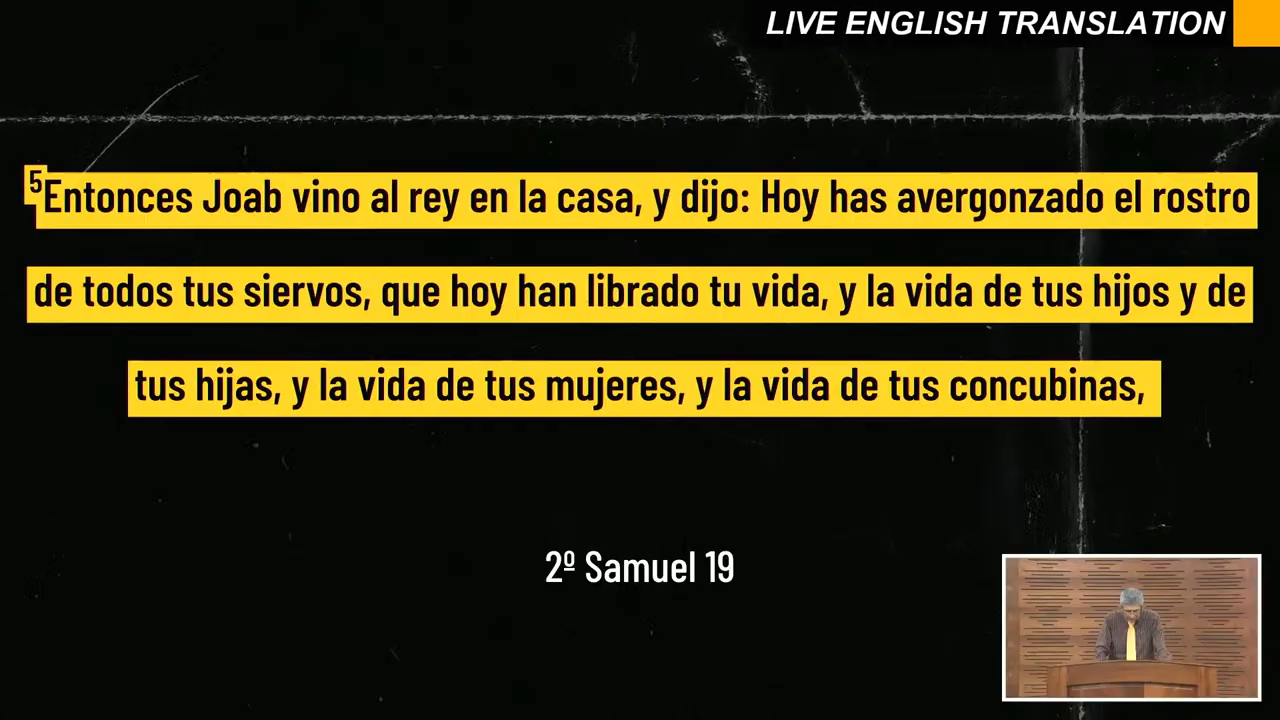 LIVE ENGLISH TRANSLATION
5Entonces Joab vino al rey en la casa, y dijo: Hoy has avergonzado el rostro
de todos tus siervos, que hoy han librado tu vida, y la vida de tus hijos y de
tus hijas, y la vida de tus mujeres, y la vida de tus concubinas,
2º Samuel 19